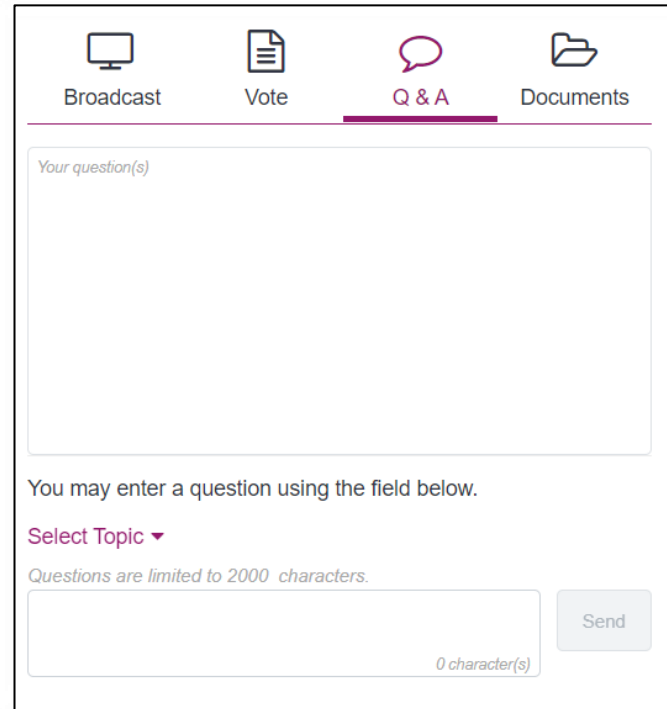 Broadcast Vote Q & A Documents
Your question(s)
You may enter a question using the field below.
Select Topic
Questions are limited to 2000 characters.
Send
0 character(s)